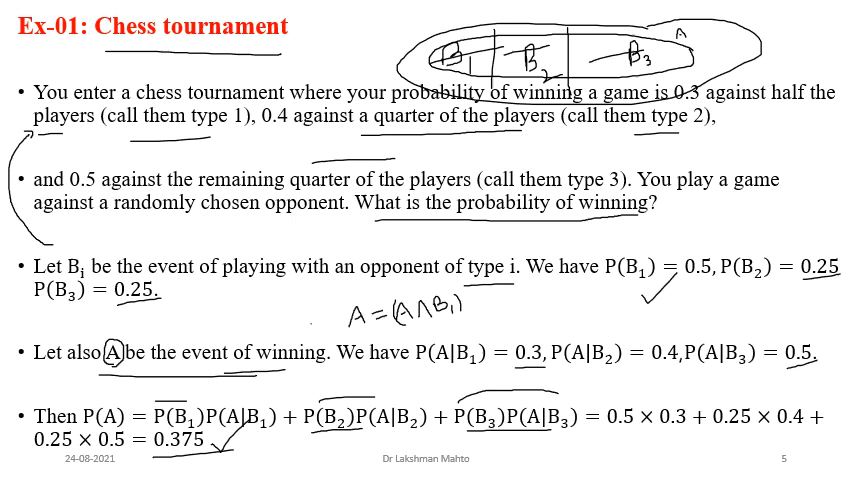 Ex-01: Chess tournament
A
B₁ B₂ B₃
• You enter a chess tournament where your probability of winning a game is 0.3 against half the
players (call them type 1), 0.4 against a quarter of the players (call them type 2),
• and 0.5 against the remaining quarter of the players (call them type 3). You play a game
against a randomly chosen opponent. What is the probability of winning?
• Let Bᵢ be the event of playing with an opponent of type i. We have P(B₁) = 0.5, P(B₂) = 0.25
P(B₃) = 0.25.
A = (A∩B₁)
• Let also A be the event of winning. We have P(A|B₁) = 0.3, P(A|B₂) = 0.4,P(A|B₃) = 0.5.
• Then P(A) = P(B₁)P(A|B₁) + P(B₂)P(A|B₂) + P(B₃)P(A|B₃) = 0.5 × 0.3 + 0.25 × 0.4 +
0.25 × 0.5 = 0.375
24-08-2021 Dr Lakshman Mahto 5